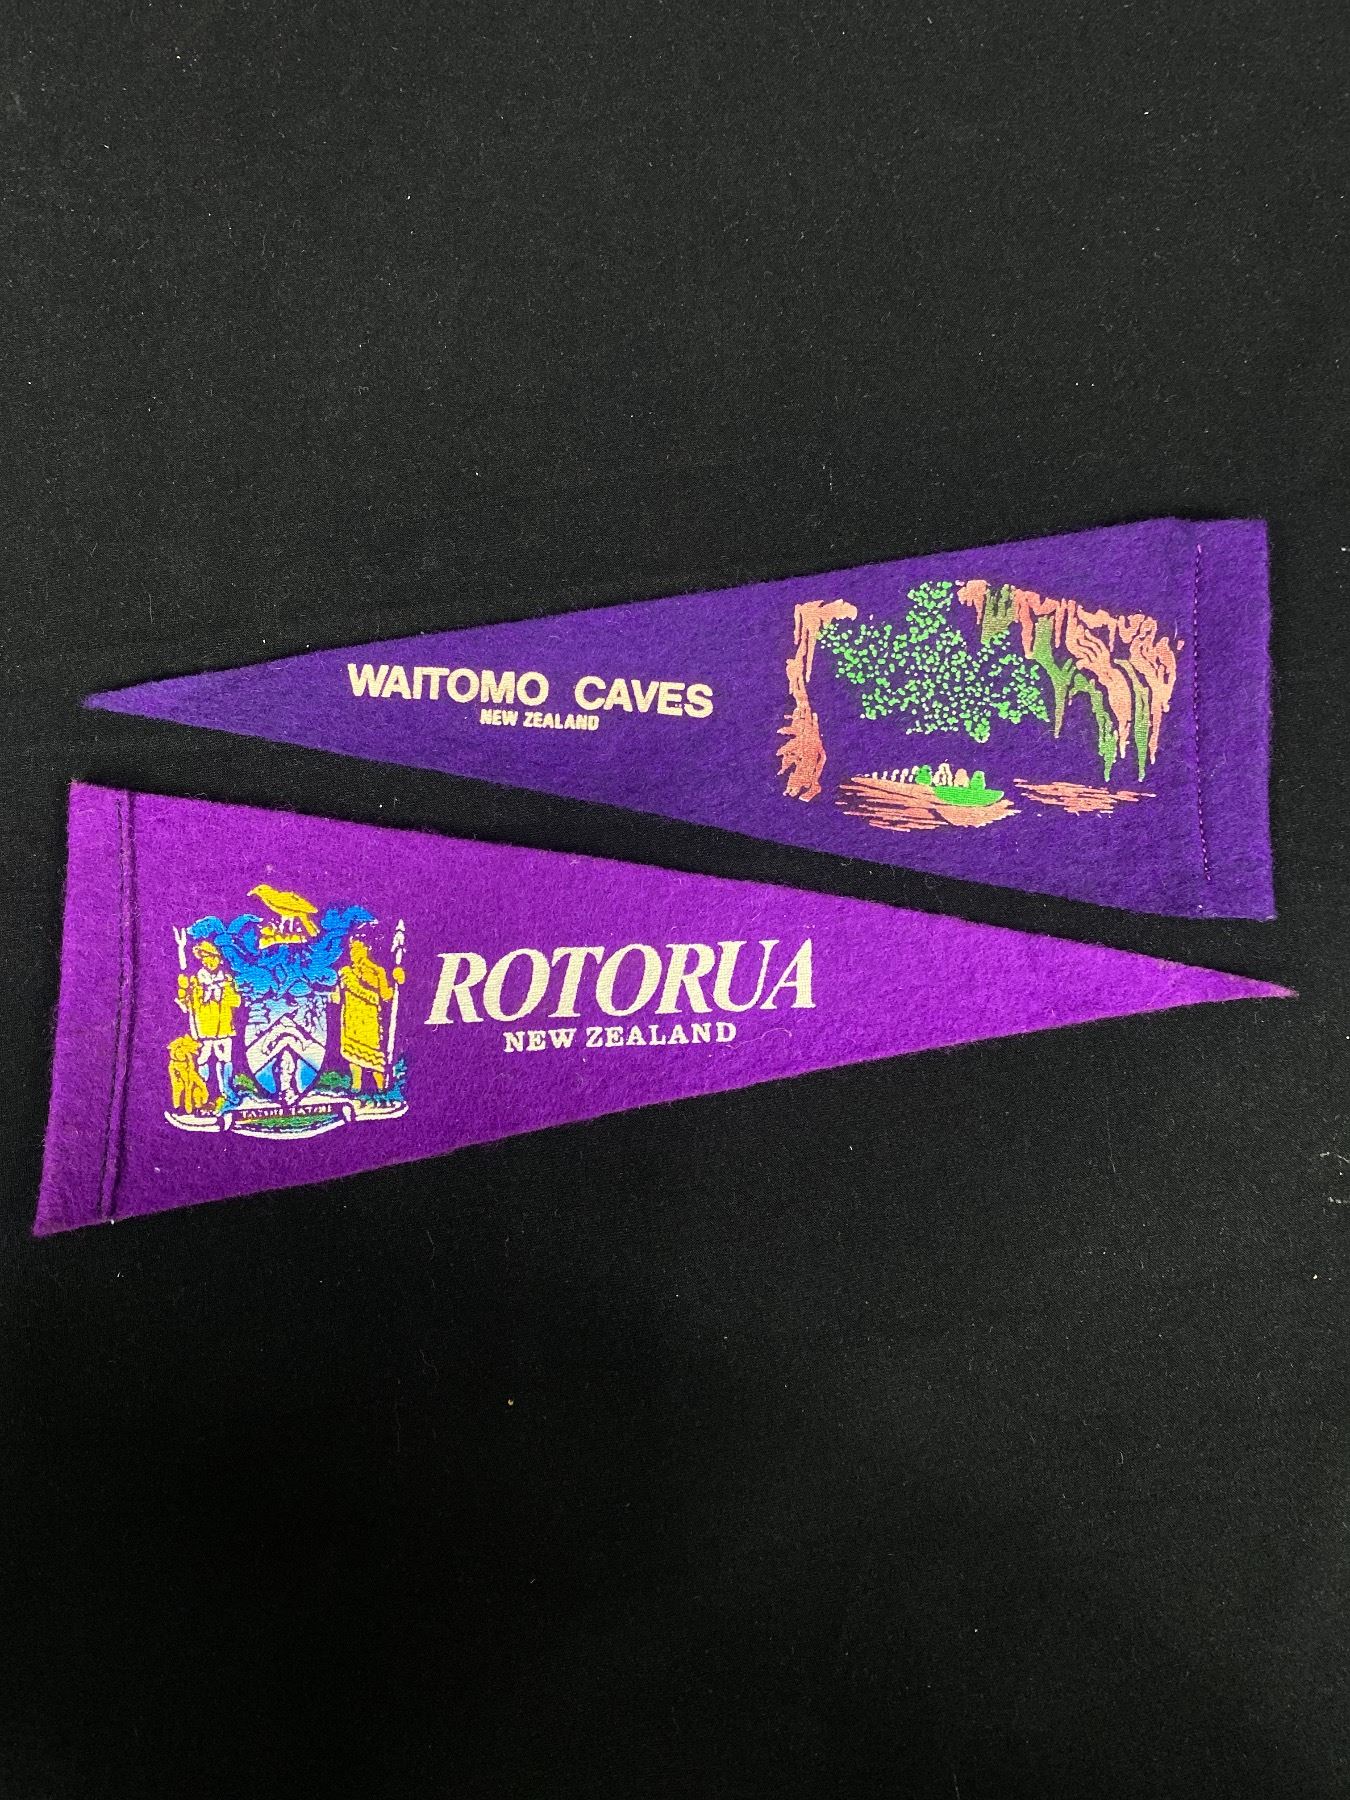 WAITOMO CAVES
NEW ZEALAND
ROTORUA
NEW ZEALAND